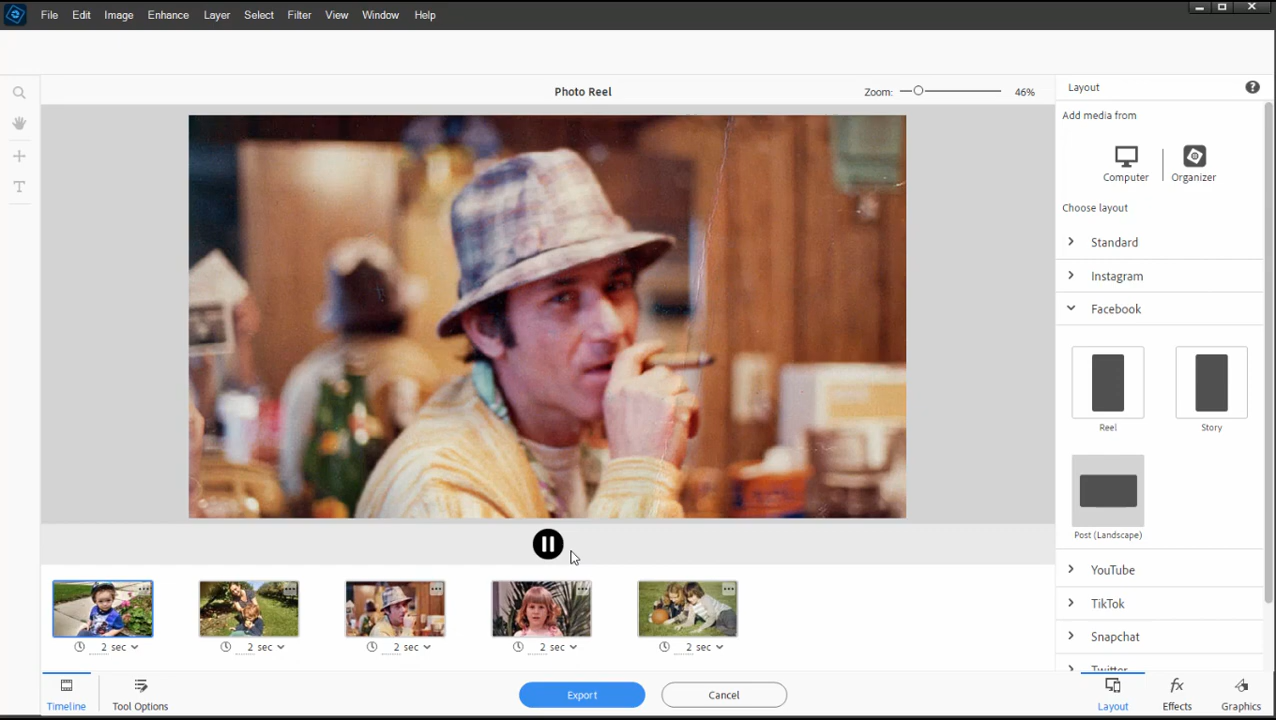 File Edit Image Enhance Layer Select Filter View Window Help
Photo Reel
Zoom: 46%
Layout
Add media from
Computer Organizer
Choose layout
Standard
Instagram
Facebook
Reel Story
Post (Landscape)
YouTube
TikTok
Snapchat
Twitter
2 sec 2 sec 2 sec 2 sec 2 sec
Timeline Tool Options Export Cancel Layout Effects Graphics